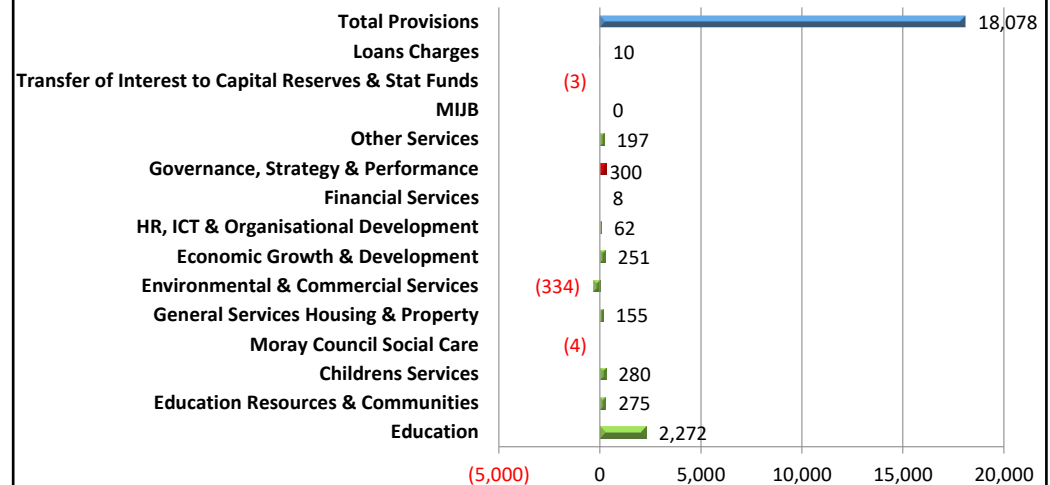 Total Provisions 18,078
Loans Charges 10
Transfer of Interest to Capital Reserves & Stat Funds (3)
MIJB 0
Other Services 197
Governance, Strategy & Performance 300
Financial Services 8
HR, ICT & Organisational Development 62
Economic Growth & Development 251
Environmental & Commercial Services (334)
General Services Housing & Property 155
Moray Council Social Care (4)
Childrens Services 280
Education Resources & Communities 275
Education 2,272
(5,000) 0 5,000 10,000 15,000 20,000